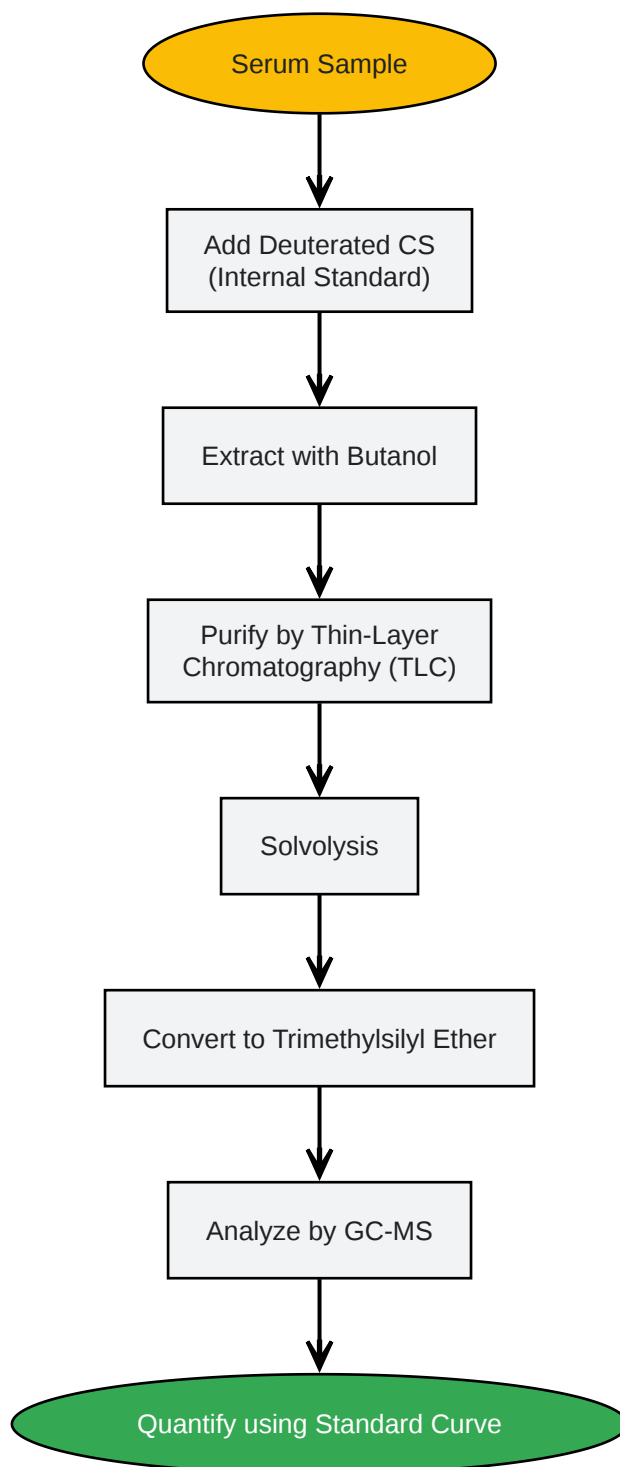 Serum Sample
Add Deuterated CS
(Internal Standard)
Extract with Butanol
Purify by Thin-Layer
Chromatography (TLC)
Solvolysis
Convert to Trimethylsilyl Ether
Analyze by GC-MS
Quantify using Standard Curve